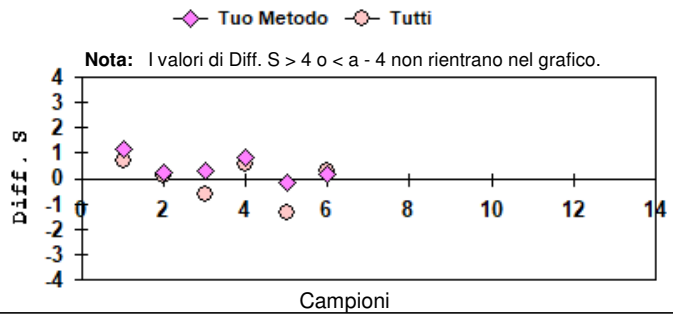 Tuo Metodo Tutti
Nota: I valori di Diff. S > 4 o < a - 4 non rientrano nel grafico.
4
3
2
1
0
-1
-2
-3
-4
Diff. S
0 2 4 6 8 10 12 14
Campioni